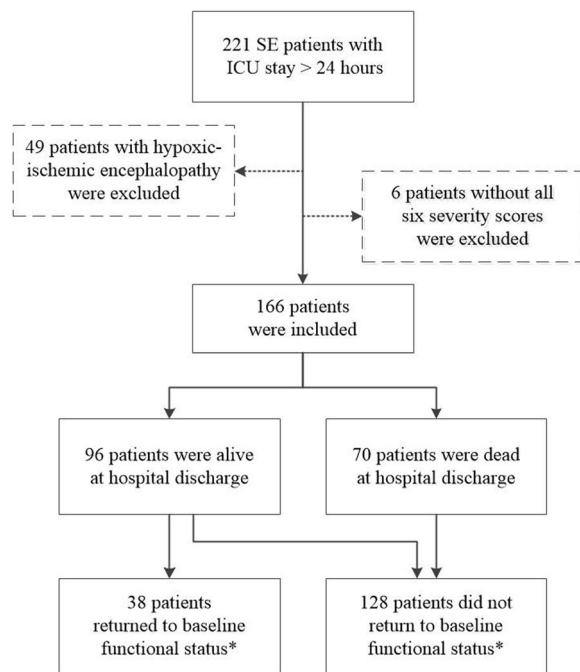 221 SE patients with
ICU stay > 24 hours
49 patients with hypoxic-
ischemic encephalopathy
were excluded
6 patients without all
six severity scores
were excluded
166 patients
were included
96 patients were alive
at hospital discharge
70 patients were dead
at hospital discharge
38 patients
returned to baseline
functional status*
128 patients did not
return to baseline
functional status*